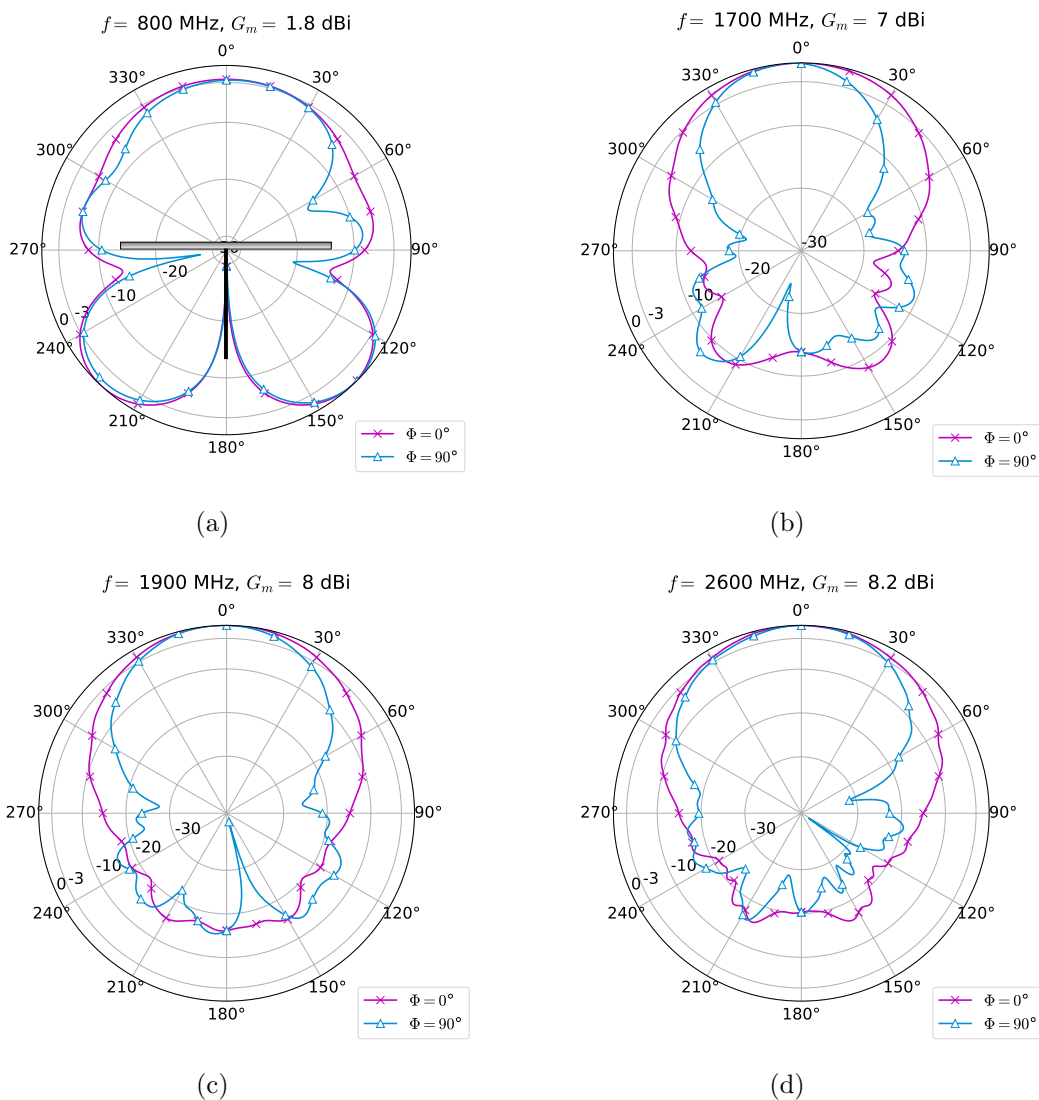 f = 800 MHz, G_m = 1.8 dBi
0°
330° 30°
300° 60°
270° 90°
-20
-10
-3
0
240° 120°
210° 150°
180°
Φ = 0°
Φ = 90°
(a)
f = 1700 MHz, G_m = 7 dBi
0°
330° 30°
300° 60°
-30
270° 90°
-20
-10
-3
0
240° 120°
210° 150°
180°
Φ = 0°
Φ = 90°
(b)
f = 1900 MHz, G_m = 8 dBi
0°
330° 30°
300° 60°
270° 90°
-30
-20
-10
-3
0
240° 120°
210° 150°
180°
Φ = 0°
Φ = 90°
(c)
f = 2600 MHz, G_m = 8.2 dBi
0°
330° 30°
300° 60°
270° 90°
-30
-20
-10
-3
0
240° 120°
210° 150°
180°
Φ = 0°
Φ = 90°
(d)